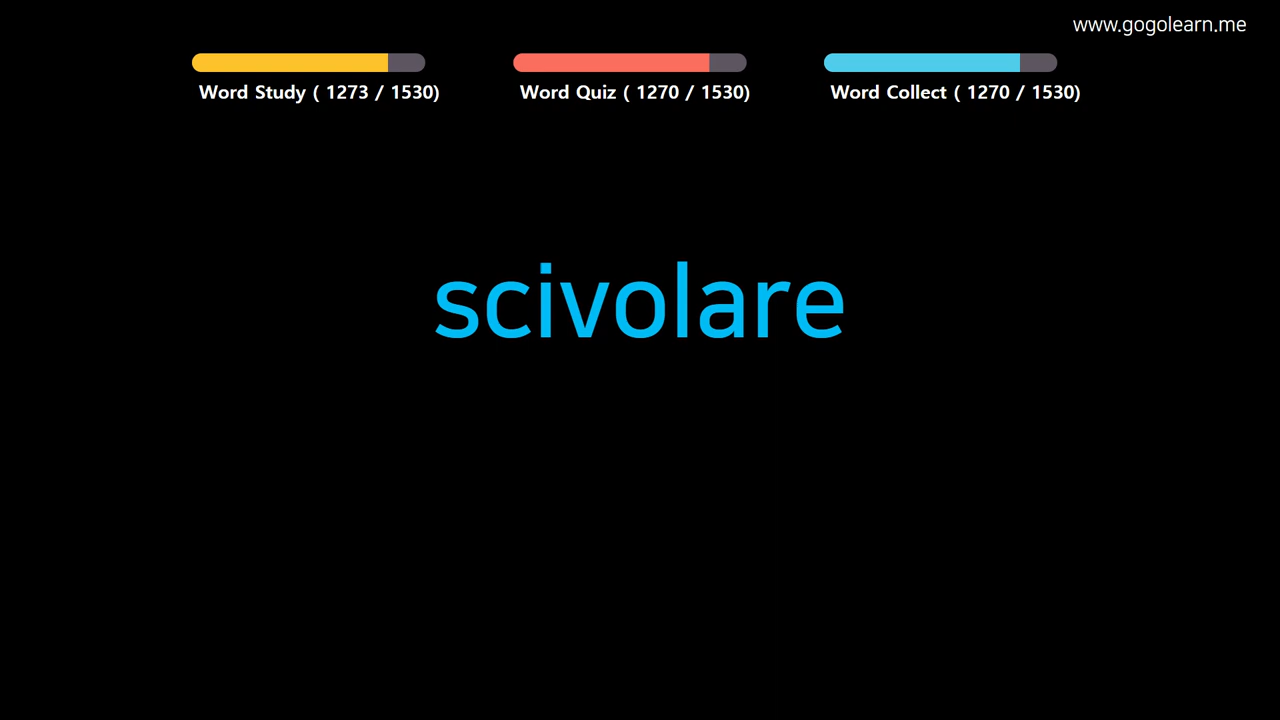 www.gogolearn.me
Word Study ( 1273 / 1530)
Word Quiz ( 1270 / 1530)
Word Collect ( 1270 / 1530)
scivolare